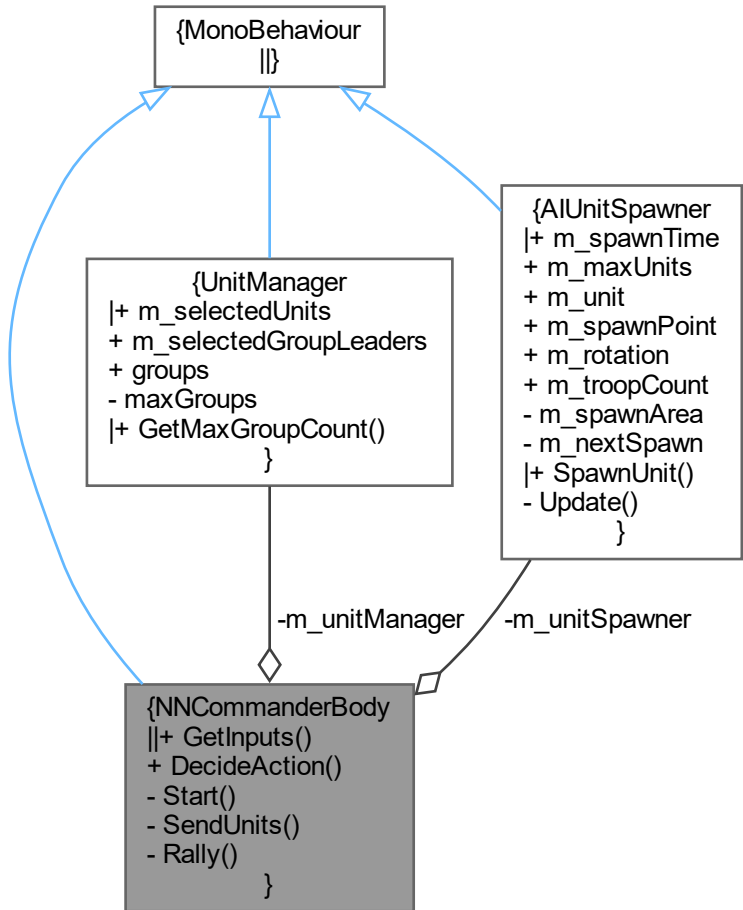 {MonoBehaviour
||}
{AIUnitSpawner
|+ m_spawnTime
+ m_maxUnits
+ m_unit
+ m_spawnPoint
+ m_rotation
+ m_troopCount
- m_spawnArea
- m_nextSpawn
|+ SpawnUnit()
- Update()
}
{UnitManager
|+ m_selectedUnits
+ m_selectedGroupLeaders
+ groups
- maxGroups
|+ GetMaxGroupCount()
}
-m_unitManager
-m_unitSpawner
{NNCommanderBody
||+ GetInputs()
+ DecideAction()
- Start()
- SendUnits()
- Rally()
}